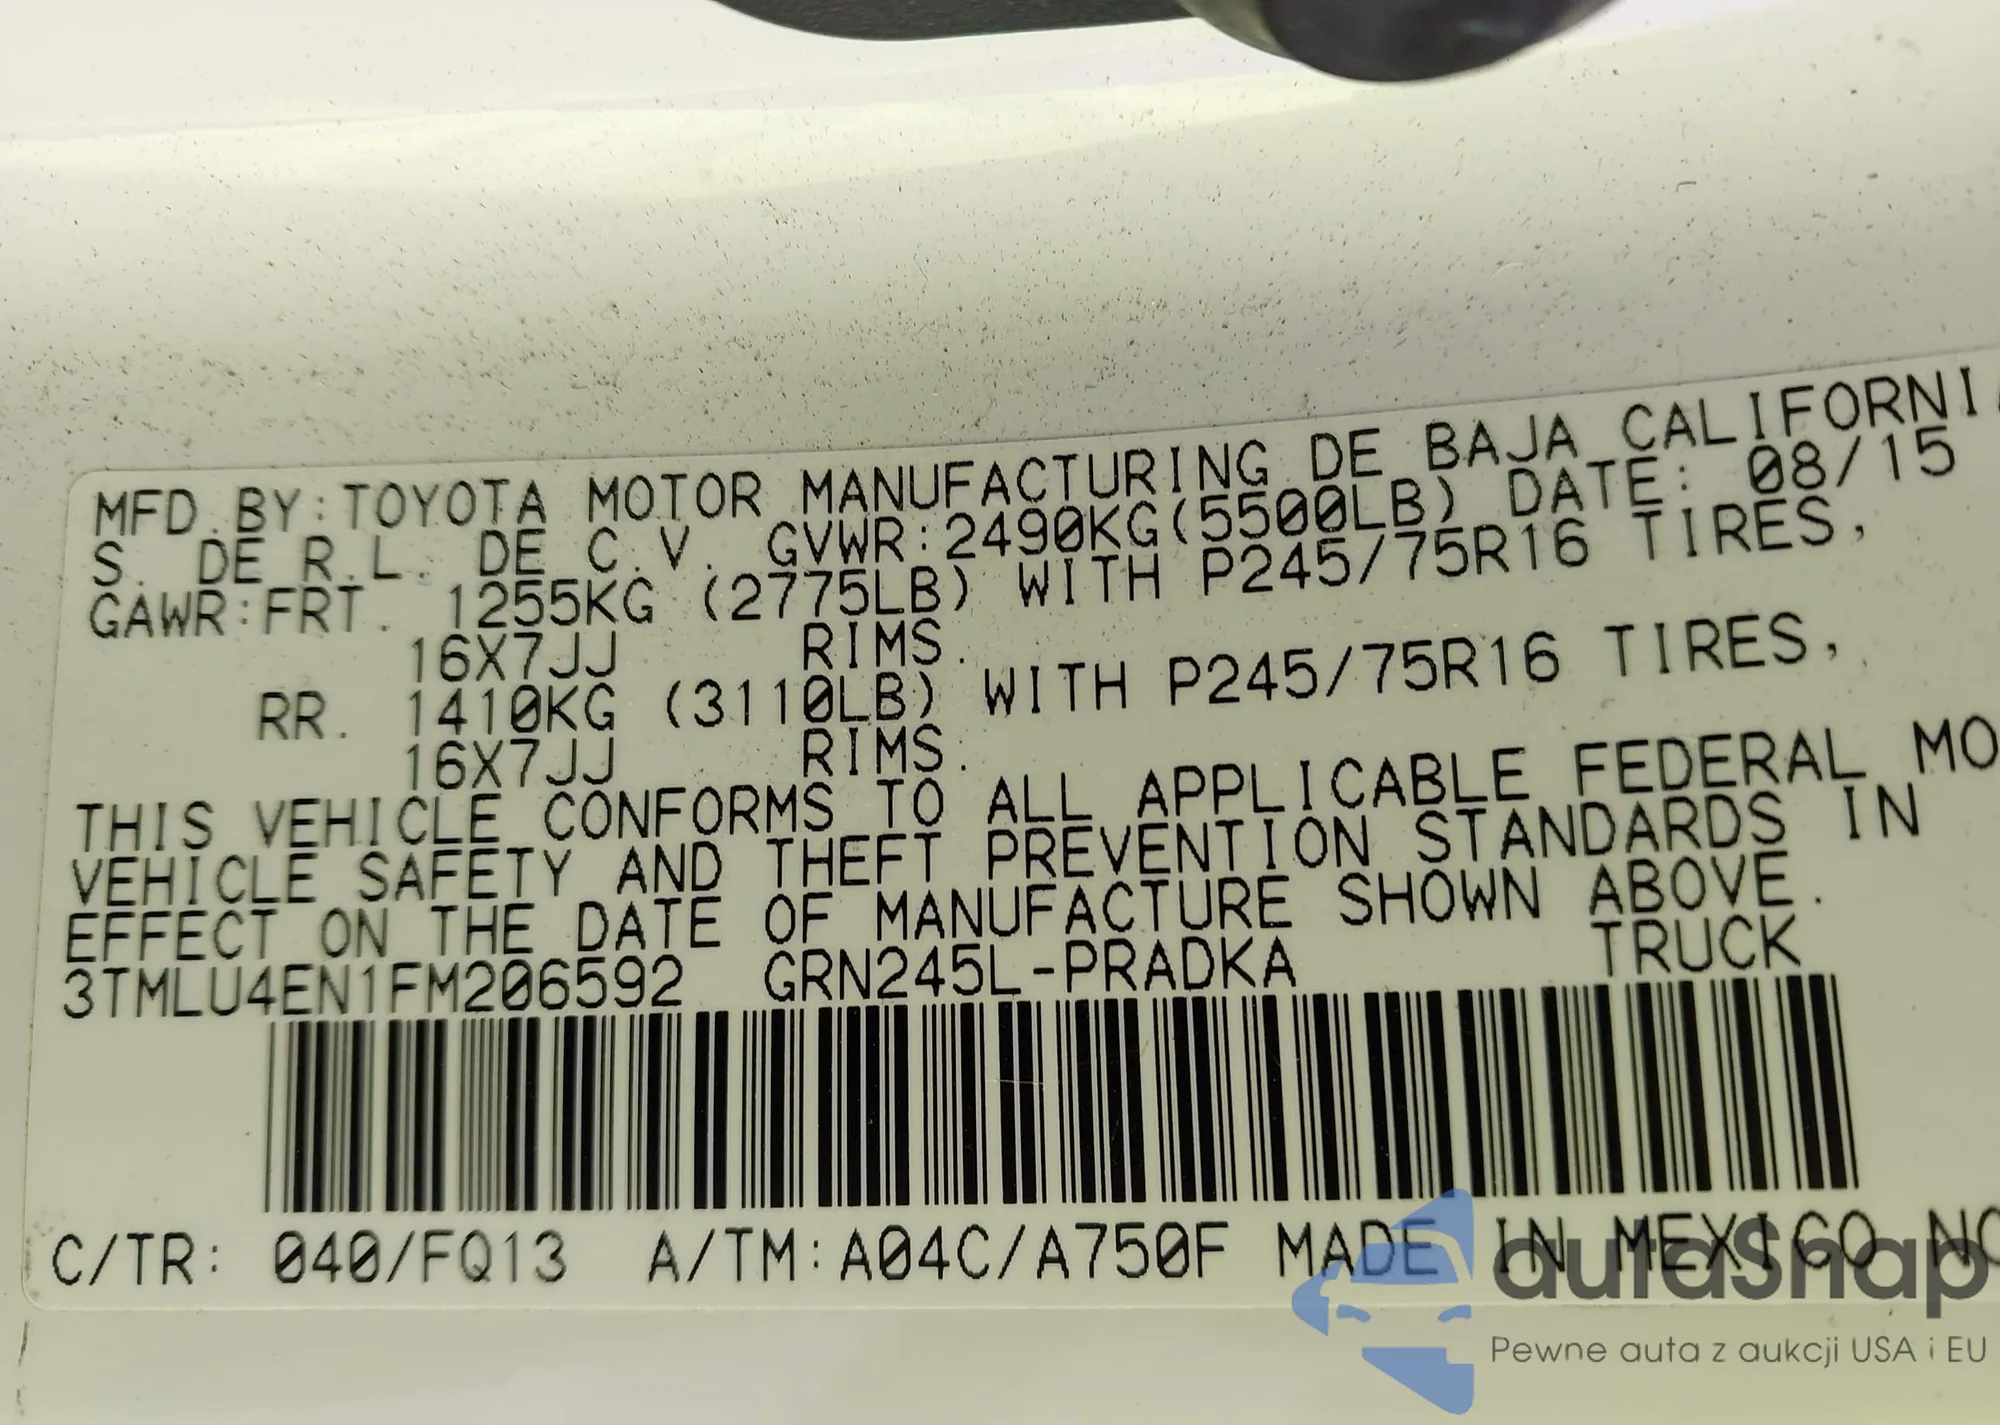 MFD.BY:TOYOTA MOTOR MANUFACTURING DE BAJA CALIFORNIA
S. DE R.L. DE C.V. GVWR:2490KG(5500LB) DATE: 08/15
GAWR:FRT. 1255KG (2775LB) WITH P245/75R16 TIRES,
16X7JJ RIMS.
RR. 1410KG (3110LB) WITH P245/75R16 TIRES,
16X7JJ RIMS.
THIS VEHICLE CONFORMS TO ALL APPLICABLE FEDERAL MO
VEHICLE SAFETY AND THEFT PREVENTION STANDARDS IN
EFFECT ON THE DATE OF MANUFACTURE SHOWN ABOVE.
3TMLU4EN1FM206592 GRN245L-PRADKA TRUCK
C/TR: 040/FQ13 A/TM:A04C/A750F MADE IN MEXICO NO
autaSnap
Pewne auta z aukcji USA i EU